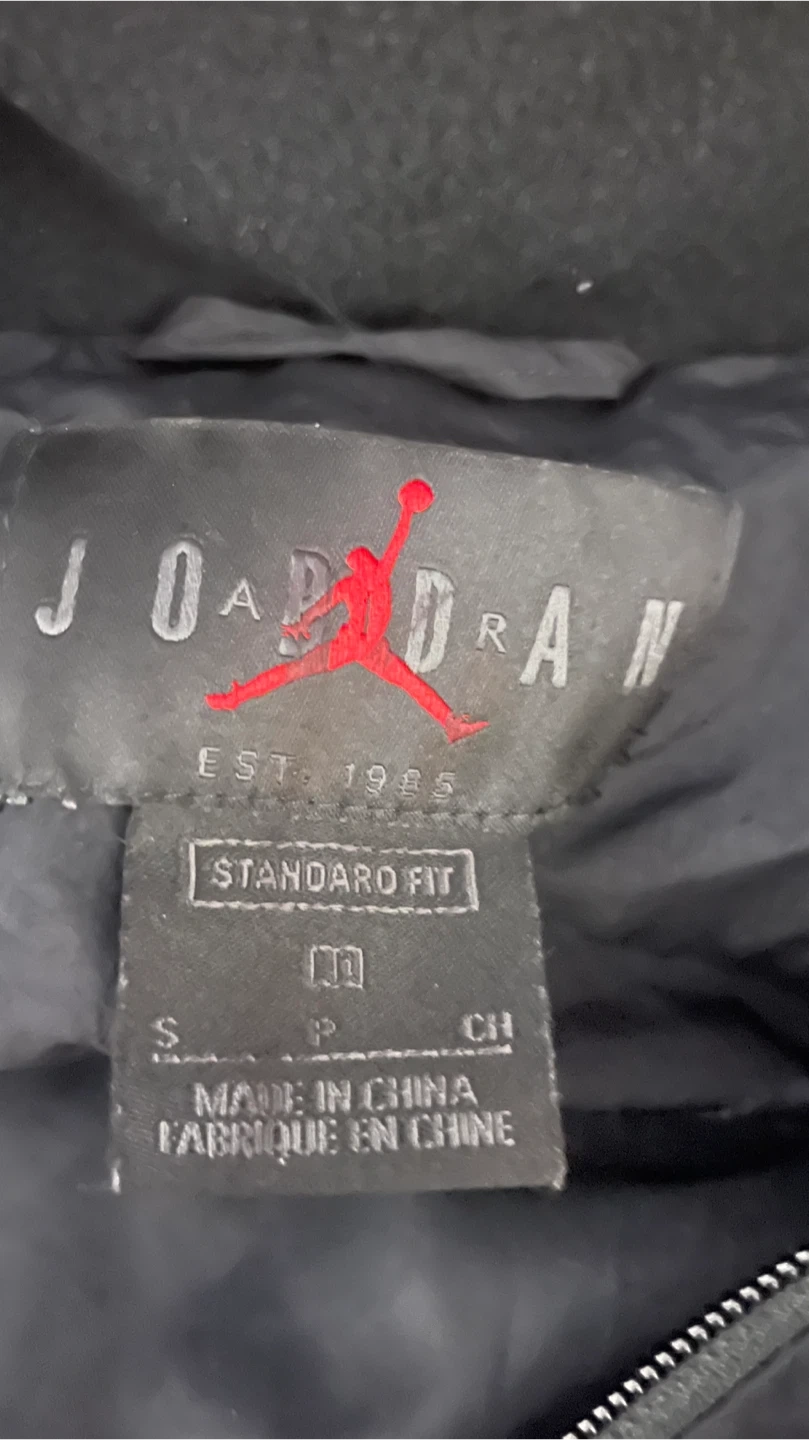 JORDAN
AIR
EST. 1985
STANDARD FIT
S P CH
MADE IN CHINA
FABRIQUE EN CHINE